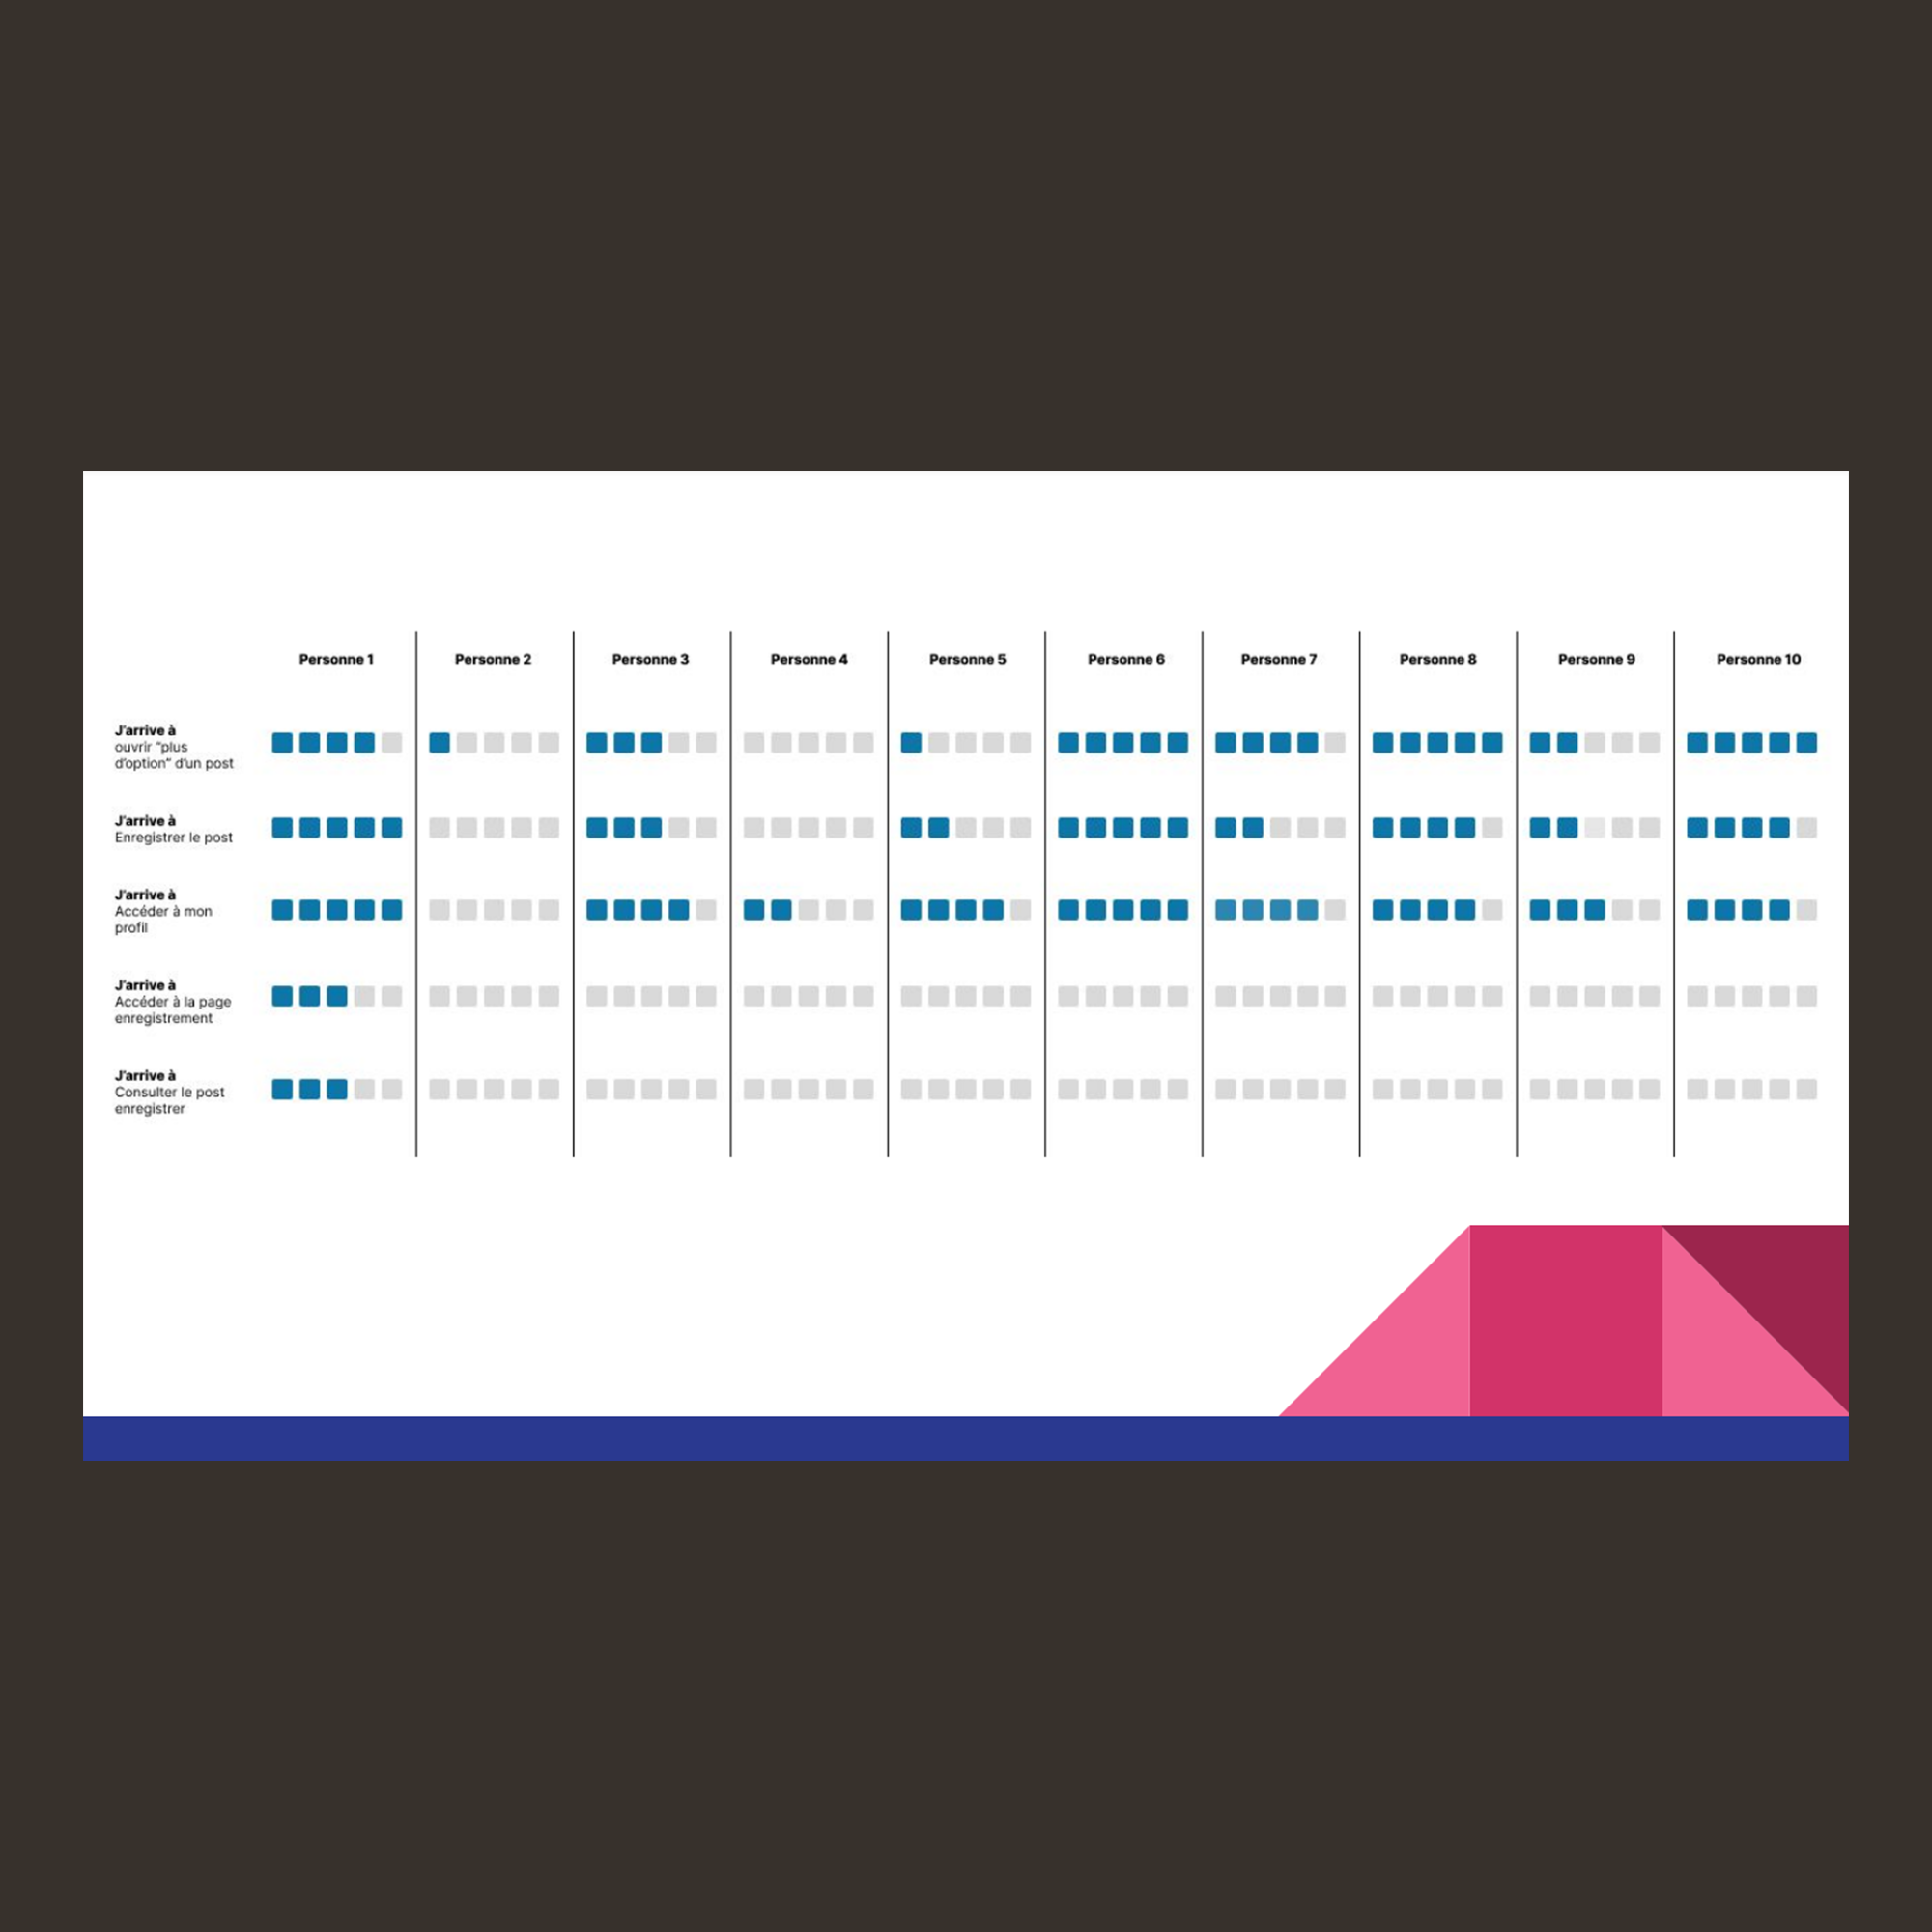 Personne 1 Personne 2 Personne 3 Personne 4 Personne 5 Personne 6 Personne 7 Personne 8 Personne 9 Personne 10
J'arrive à
ouvrir “plus
d'option” d'un post
J'arrive à
Enregistrer le post
J'arrive à
Accéder à mon
profil
J'arrive à
Accéder à la page
enregistrement
J'arrive à
Consulter le post
enregistrer